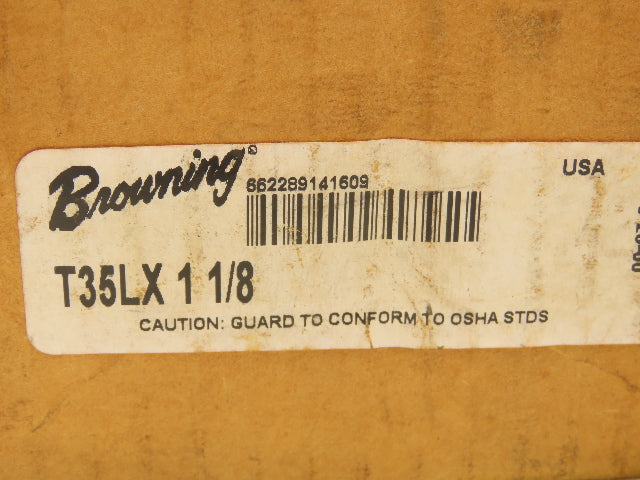 Browning®
USA
662289141609
T35LX 1 1/8
CAUTION: GUARD TO CONFORM TO OSHA STDS